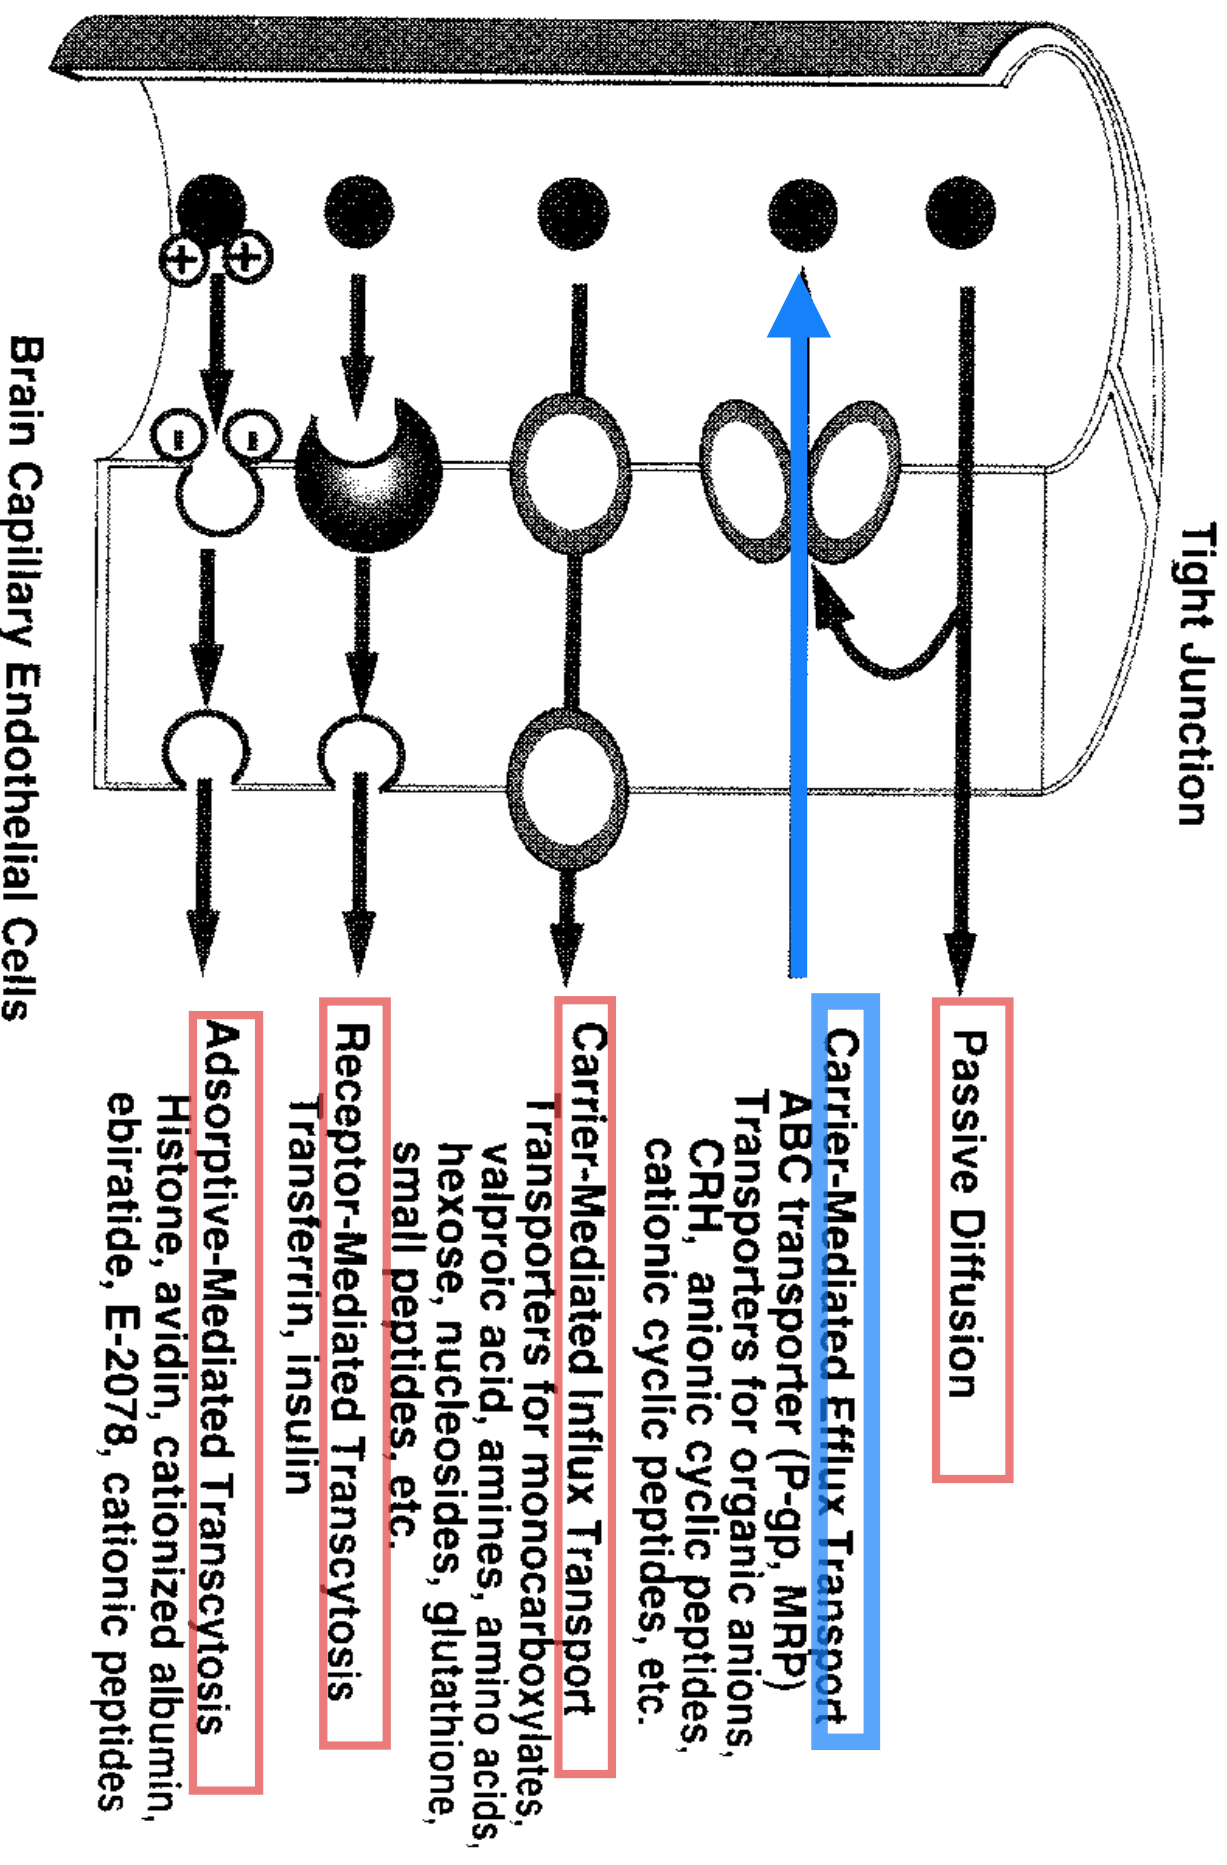 Tight Junction
Passive Diffusion
Carrier-Mediated Efflux Transport
ABC transporter (P-gp, MRP)
Transporters for organic anions,
CRH, anionic cyclic peptides,
cationic cyclic peptides, etc.
Carrier-Mediated Influx Transport
Transporters for monocarboxylates,
valproic acid, amines, amino acids,
hexose, nucleosides, glutathione,
small peptides, etc.
Receptor-Mediated Transcytosis
Transferrin, insulin
Adsorptive-Mediated Transcytosis
Histone, avidin, cationized albumin,
ebiratide, E-2078, cationic peptides
+ +
- -
Brain Capillary Endothelial Cells